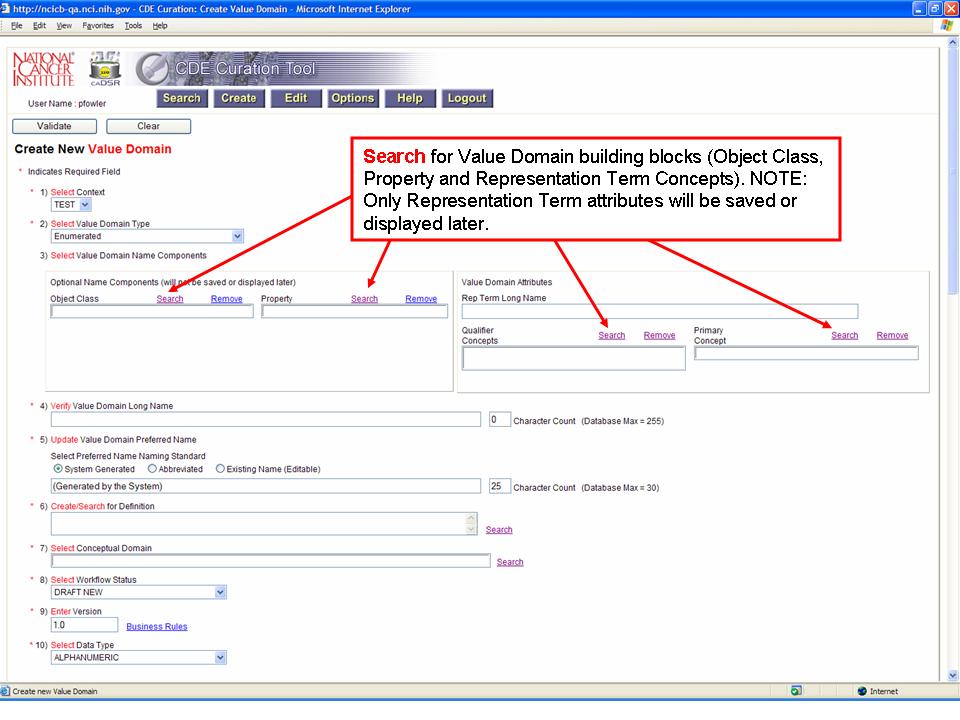 http://ncicb-qa.nci.nih.gov - CDE Curation: Create Value Domain - Microsoft Internet Explorer
File Edit View Favorites Tools Help
NATIONAL CANCER INSTITUTE
caDSR
CDE Curation Tool
User Name : pfowler
Search Create Edit Options Help Logout
Validate Clear
Create New Value Domain
Search for Value Domain building blocks (Object Class,
Property and Representation Term Concepts). NOTE:
Only Representation Term attributes will be saved or
displayed later.
* Indicates Required Field
* 1) Select Context
TEST
* 2) Select Value Domain Type
Enumerated
3) Select Value Domain Name Components
Optional Name Components (will not be saved or displayed later)
Object Class Search Remove Property Search Remove
Value Domain Attributes
Rep Term Long Name
Qualifier Concepts Search Remove
Primary Concept Search Remove
* 4) Verify Value Domain Long Name
0 Character Count (Database Max = 255)
* 5) Update Value Domain Preferred Name
Select Preferred Name Naming Standard
System Generated Abbreviated Existing Name (Editable)
(Generated by the System) 25 Character Count (Database Max = 30)
* 6) Create/Search for Definition
Search
* 7) Select Conceptual Domain
Search
* 8) Select Workflow Status
DRAFT NEW
* 9) Enter Version
1.0 Business Rules
* 10) Select Data Type
ALPHANUMERIC
Create new Value Domain Internet